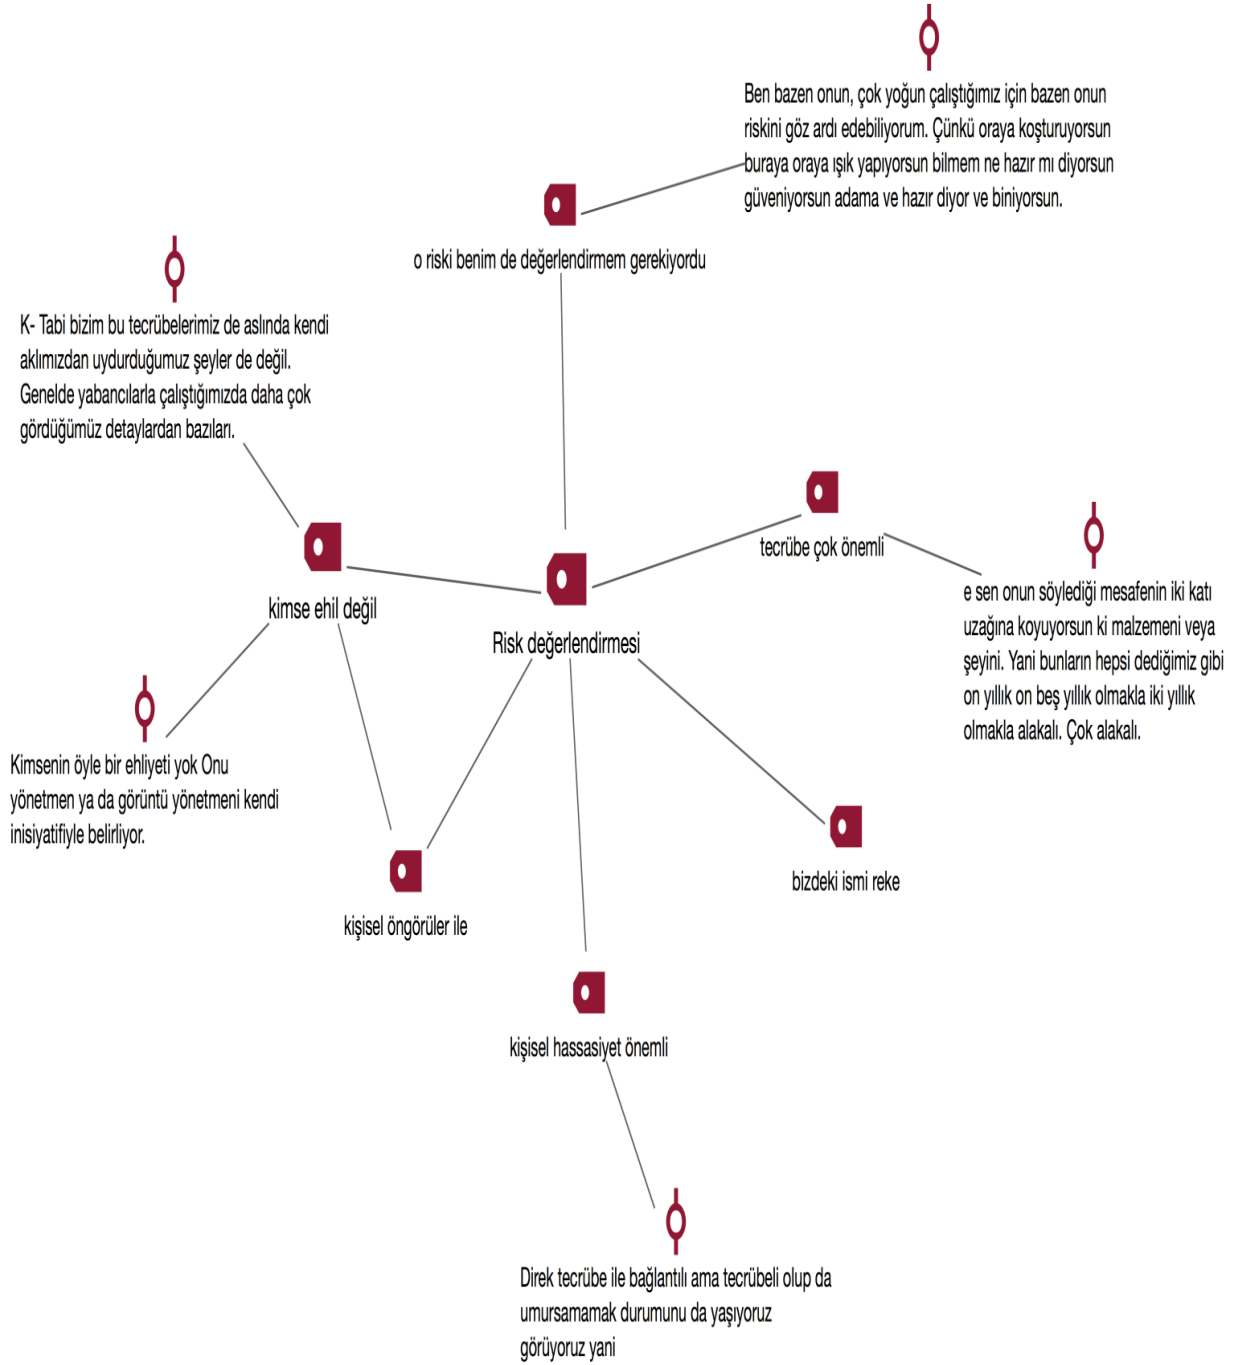 Ben bazen onun, çok yoğun çalıştığımız için bazen onun
riskini göz ardı edebiliyorum. Çünkü oraya koşturuyorsun
buraya oraya ışık yapıyorsun bilmem ne hazır mı diyorsun
güveniyorsun adama ve hazır diyor ve biniyorsun.
o riski benim de değerlendirmem gerekiyordu
K- Tabi bizim bu tecrübelerimiz de aslında kendi
aklımızdan uydurduğumuz şeyler de değil.
Genelde yabancılarla çalıştığımızda daha çok
gördüğümüz detaylardan bazıları.
tecrübe çok önemli
kimse ehil değil
Risk değerlendirmesi
e sen onun söylediği mesafenin iki katı
uzağına koyuyorsun ki malzemeni veya
şeyini. Yani bunların hepsi dediğimiz gibi
on yıllık on beş yıllık olmakla iki yıllık
olmakla alakalı. Çok alakalı.
Kimsenin öyle bir ehliyeti yok Onu
yönetmen ya da görüntü yönetmeni kendi
inisiyatifiyle belirliyor.
bizdeki ismi reke
kişisel öngörüler ile
kişisel hassasiyet önemli
Direk tecrübe ile bağlantılı ama tecrübeli olup da
umursamamak durumunu da yaşıyoruz
görüyoruz yani